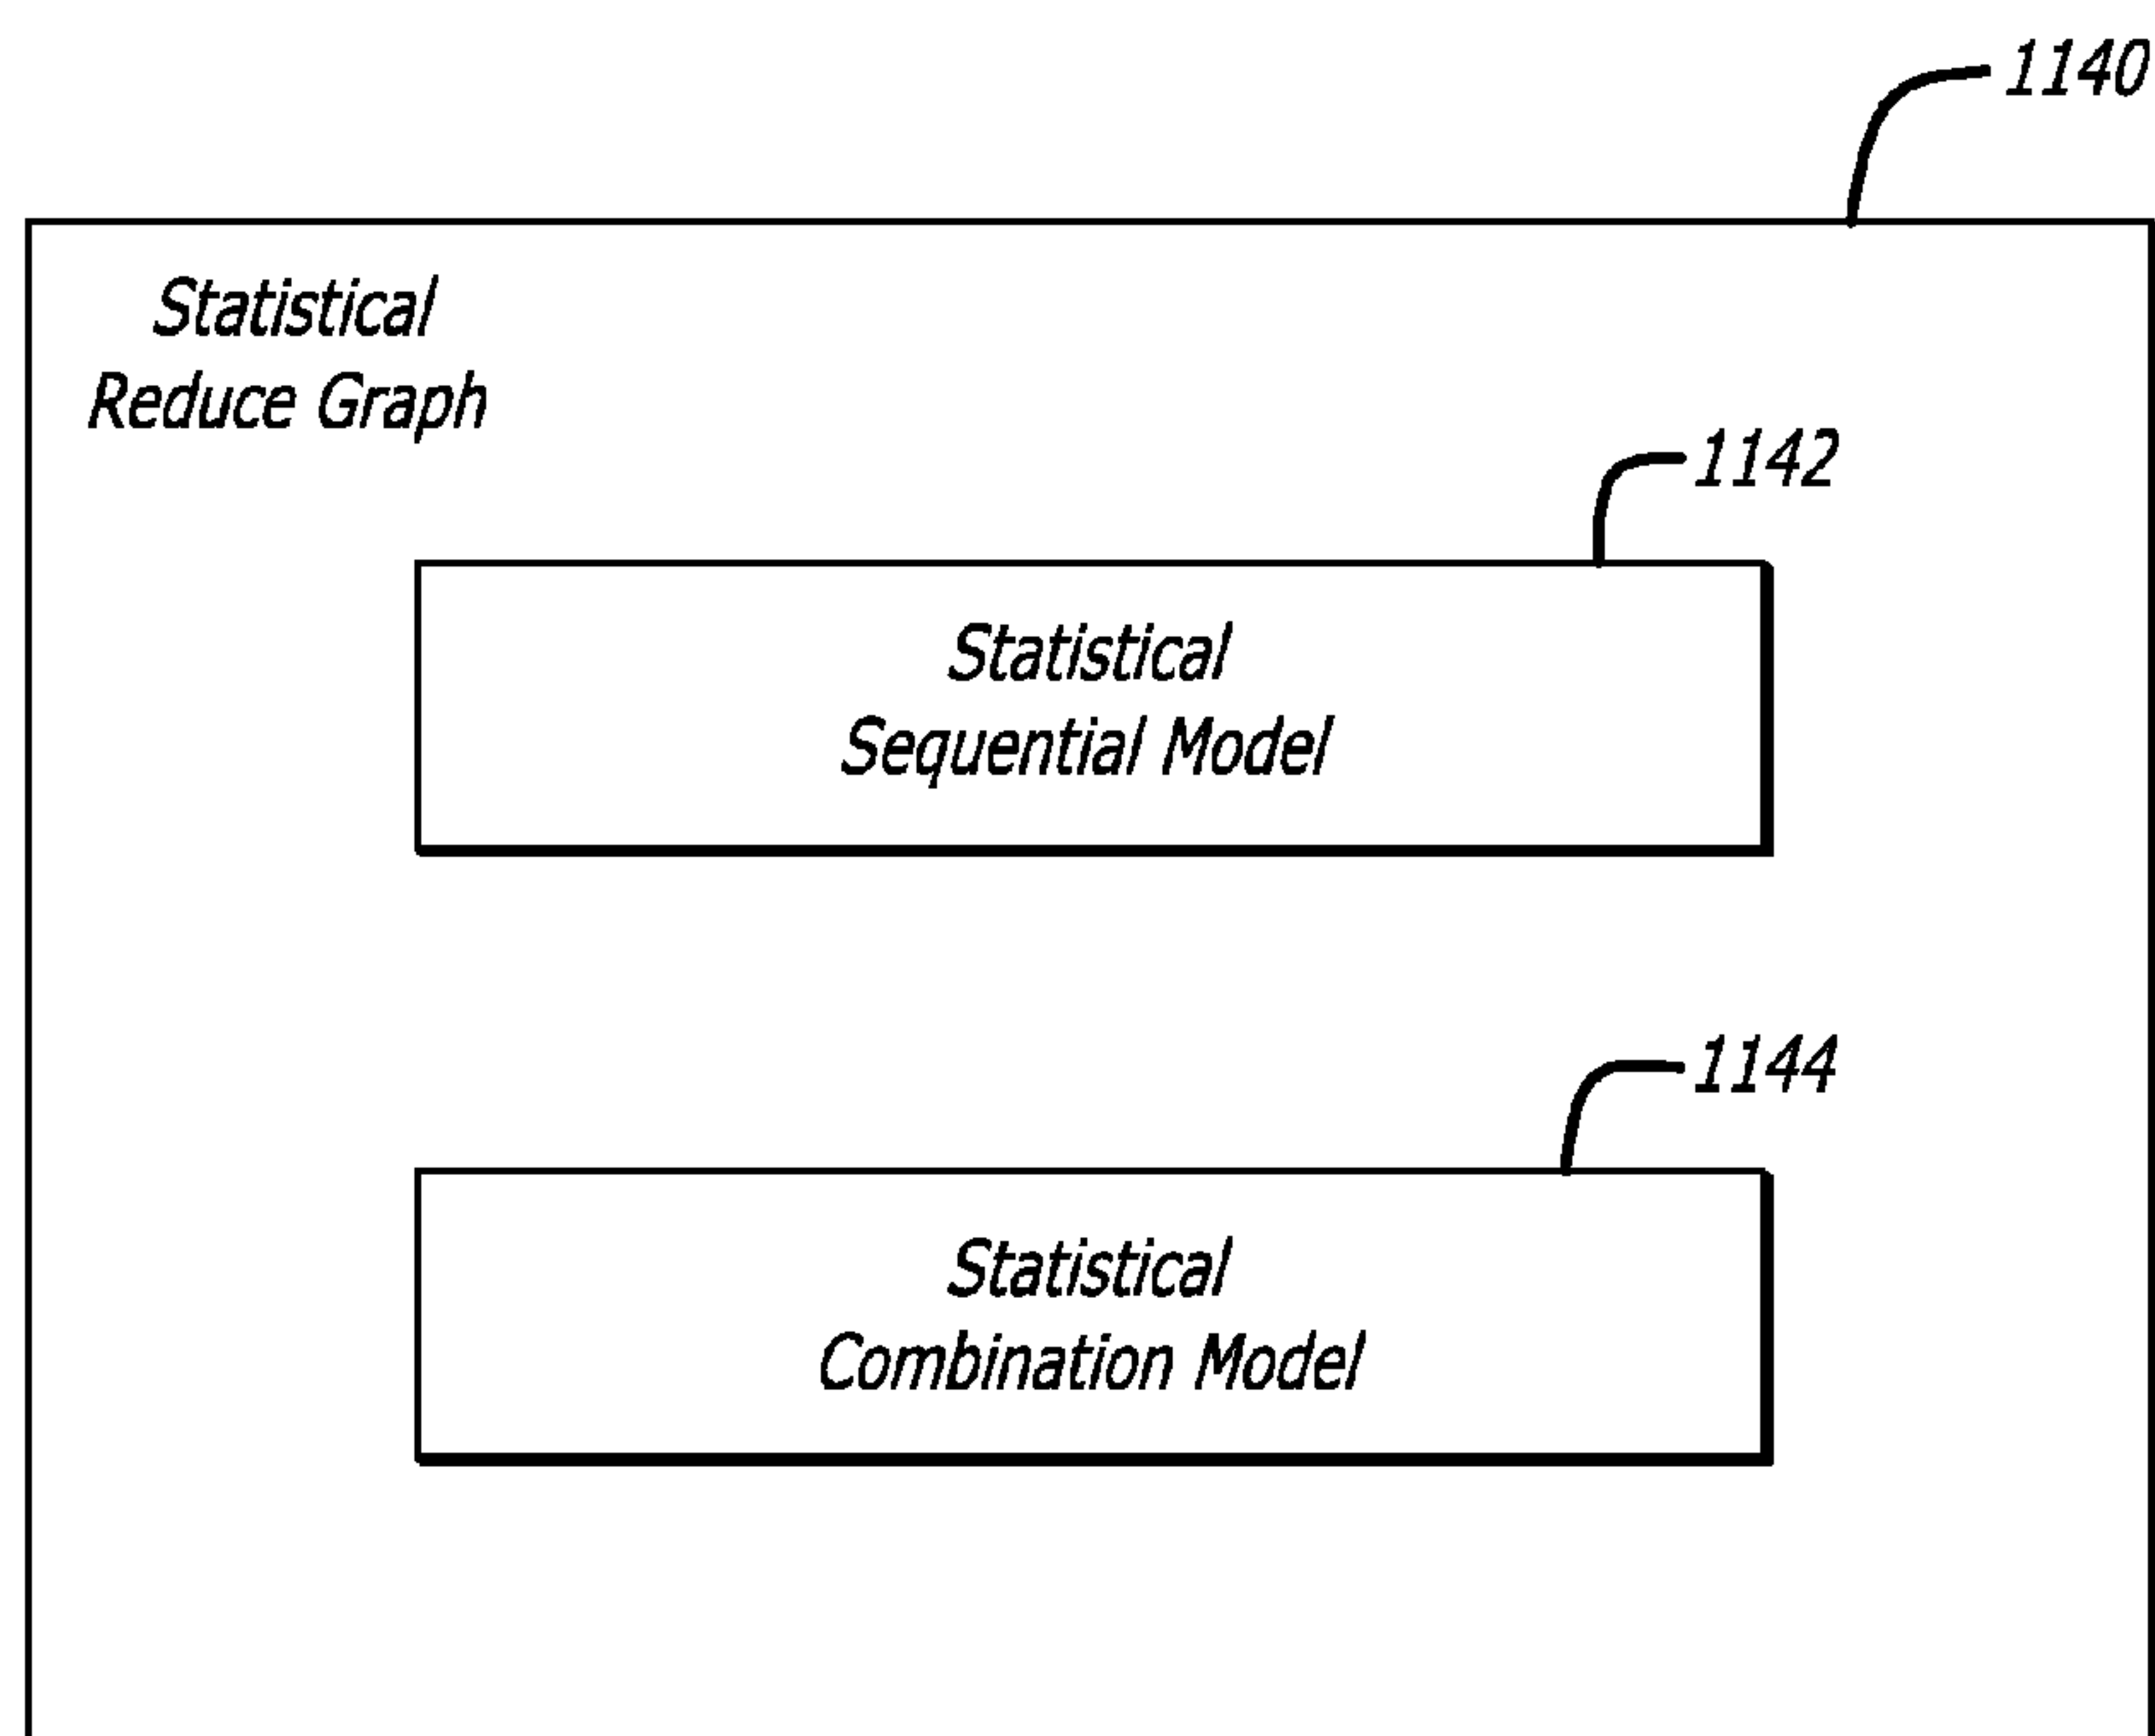 1140
Statistical
Reduce Graph
1142
Statistical
Sequential Model
1144
Statistical
Combination Model